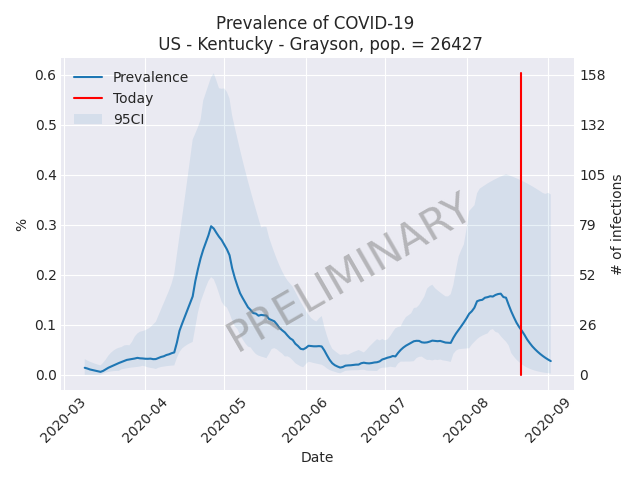 Prevalence of COVID-19
US - Kentucky - Grayson, pop. = 26427
Prevalence
Today
95CI
0.6
0.5
0.4
0.3
0.2
0.1
0.0
%
158
132
105
79
52
26
0
# of infections
PRELIMINARY
2020-03
2020-04
2020-05
2020-06
2020-07
2020-08
2020-09
Date